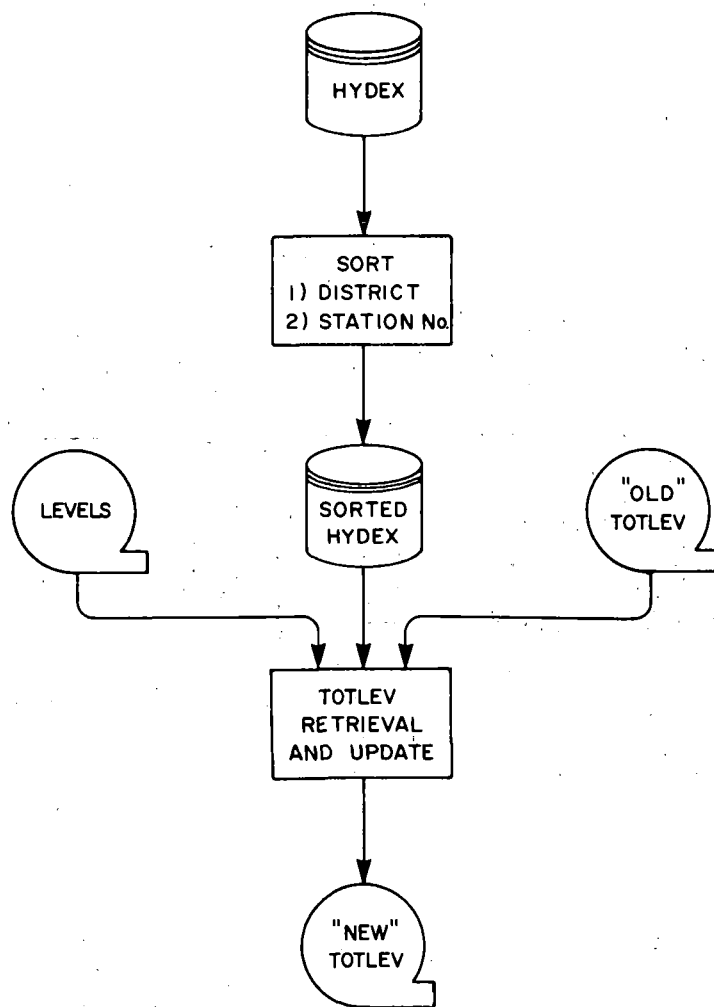 HYDEX
SORT
1) DISTRICT
2) STATION No.
LEVELS
SORTED
HYDEX
"OLD"
TOTLEV
TOTLEV
RETRIEVAL
AND UPDATE
"NEW"
TOTLEV